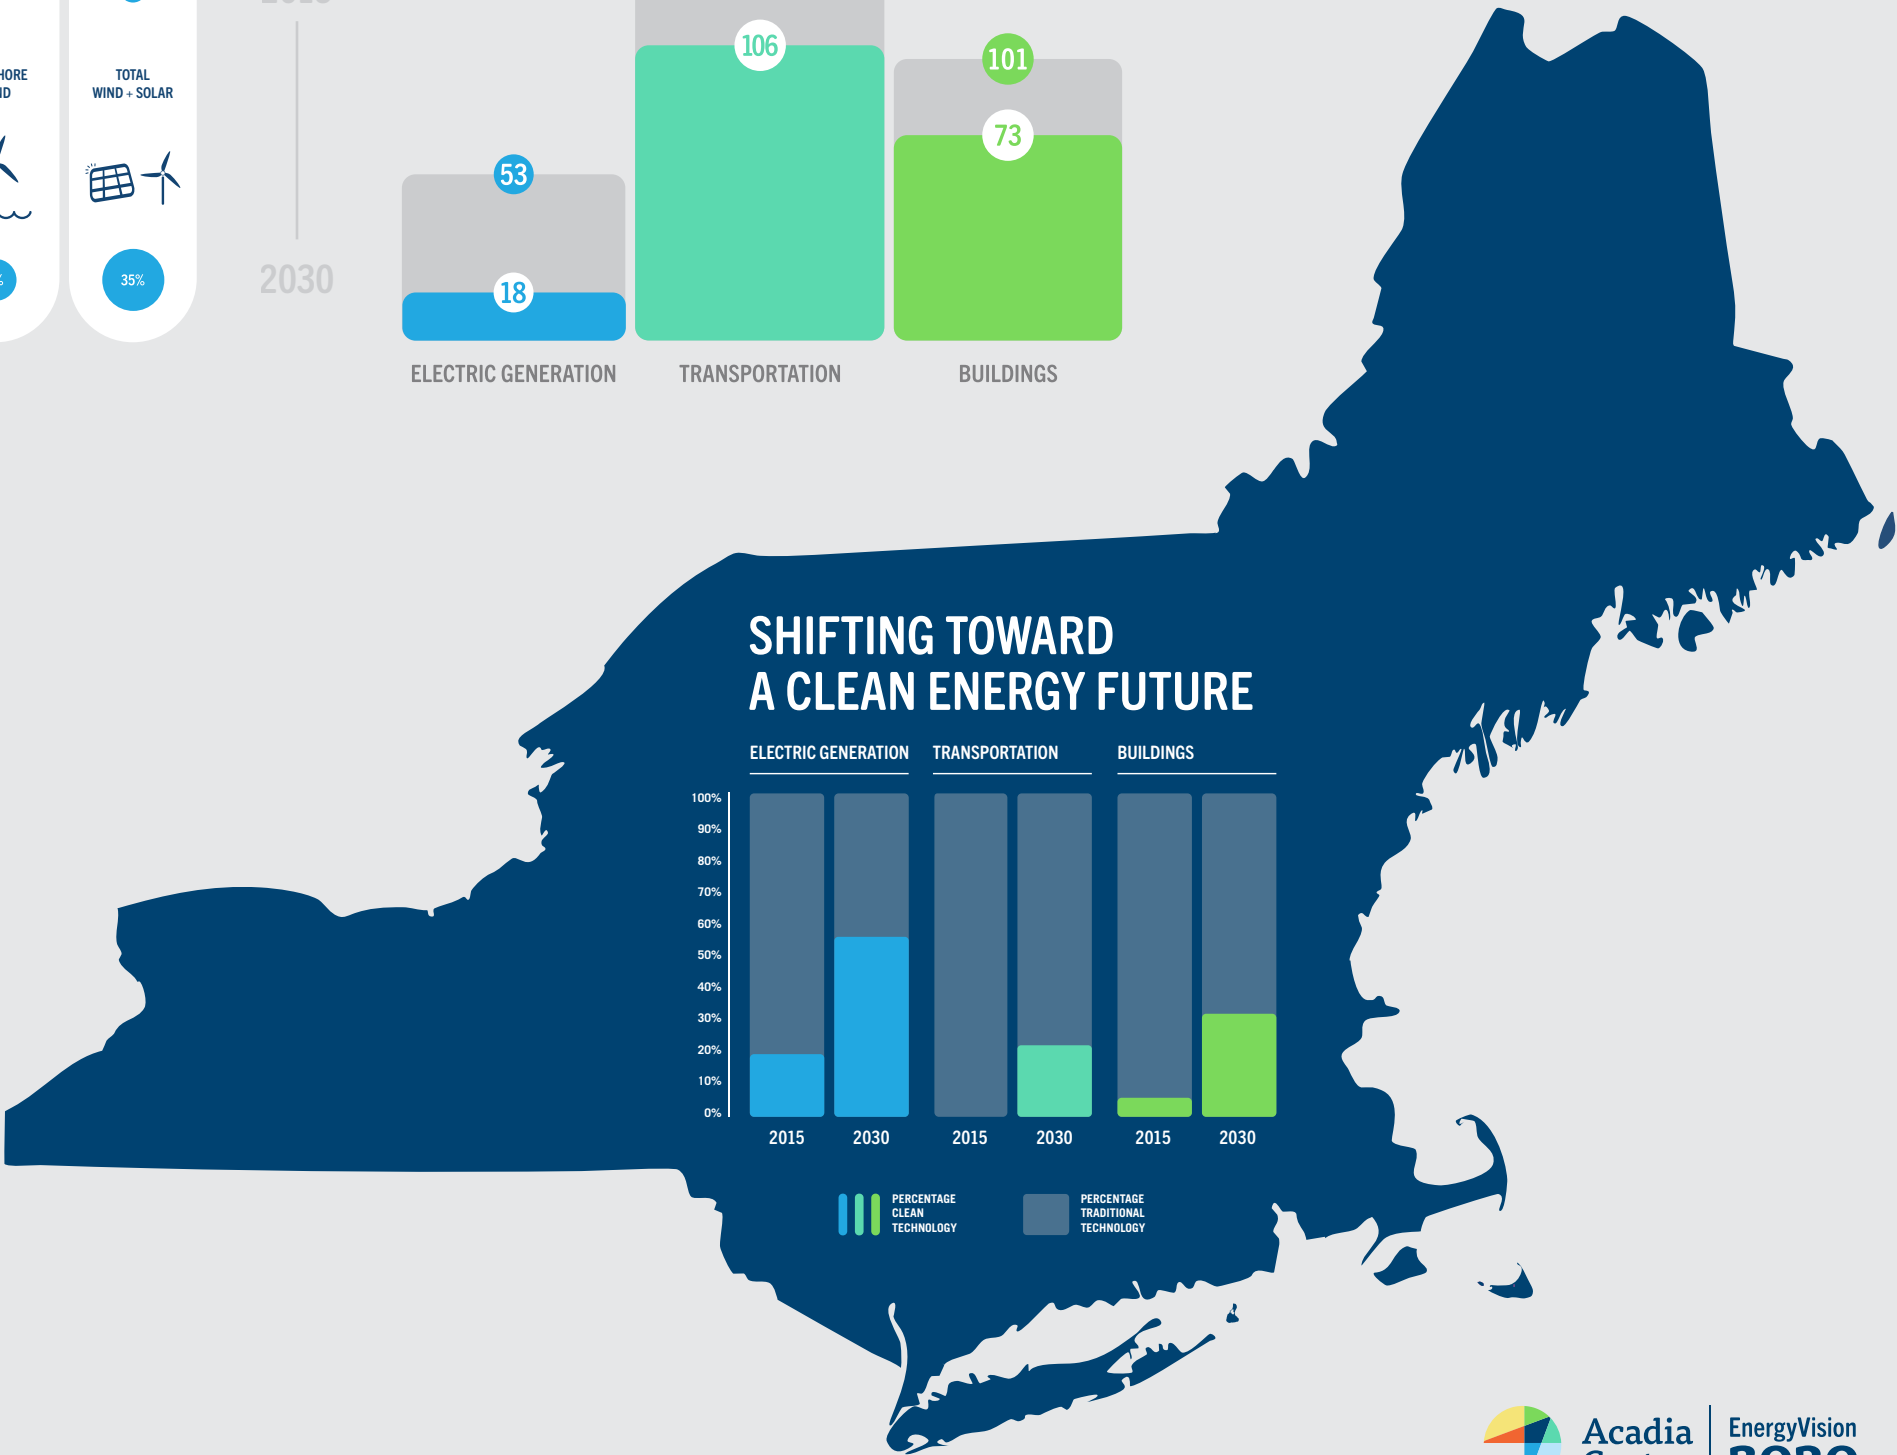 TOTAL
WIND + SOLAR
35%
2030
106
101
73
53
18
ELECTRIC GENERATION
TRANSPORTATION
BUILDINGS
SHIFTING TOWARD
A CLEAN ENERGY FUTURE
ELECTRIC GENERATION
TRANSPORTATION
BUILDINGS
100%
90%
80%
70%
60%
50%
40%
30%
20%
10%
0%
2015
2030
2015
2030
2015
2030
PERCENTAGE
CLEAN
TECHNOLOGY
PERCENTAGE
TRADITIONAL
TECHNOLOGY
Acadia
EnergyVision
2030